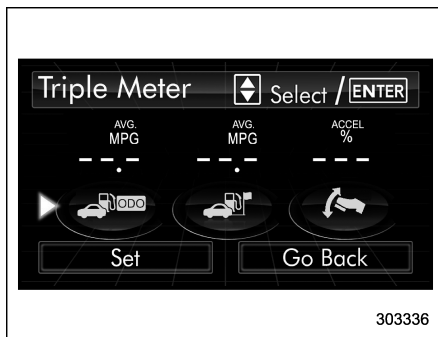 Triple Meter Select / ENTER
AVG. MPG AVG. MPG ACCEL %
--.- --.- ---
ODO
Set Go Back
303336